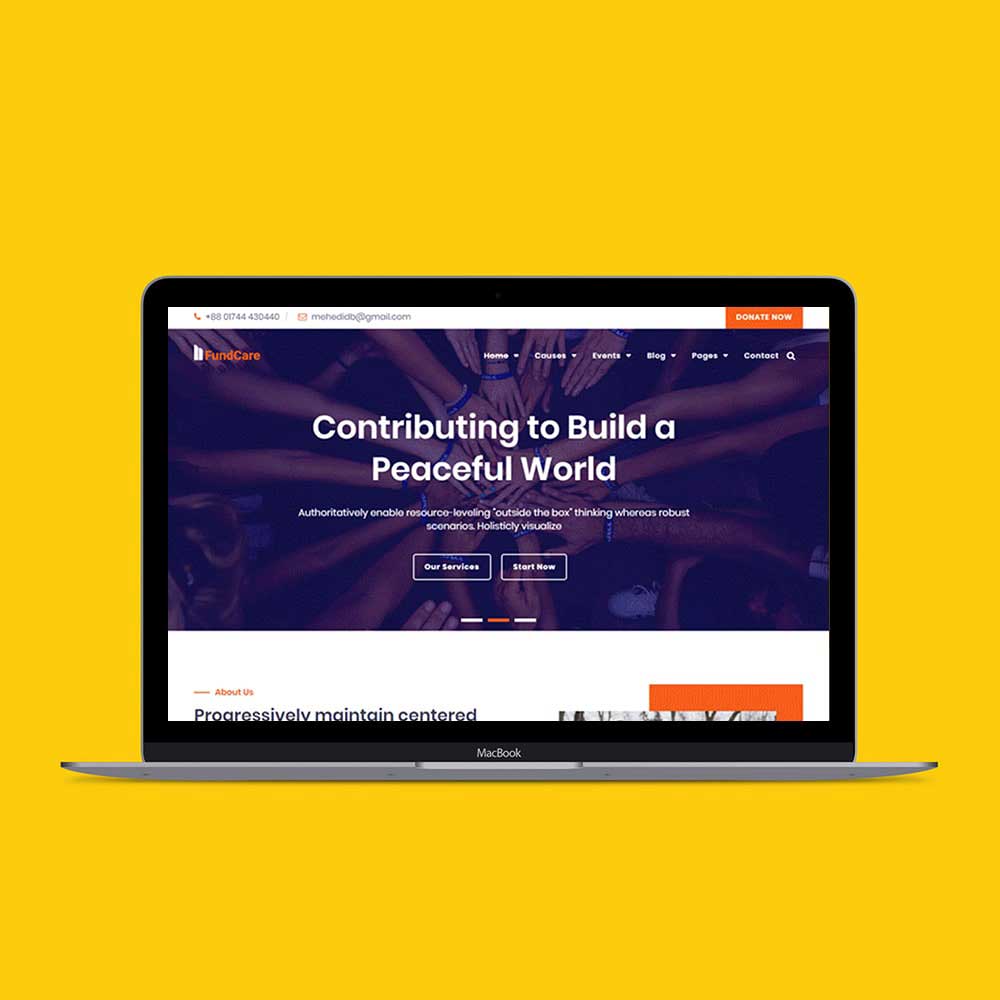 +88 01744 430440
mehedidb@gmail.com
DONATE NOW
FundCare
Home Causes Events Blog Pages Contact
Contributing to Build a
Peaceful World
Authoritatively enable resource-leveling "outside the box" thinking whereas robust
scenarios. Holisticly visualize
Our Services
Start Now
About Us
Progressively maintain centered
MacBook